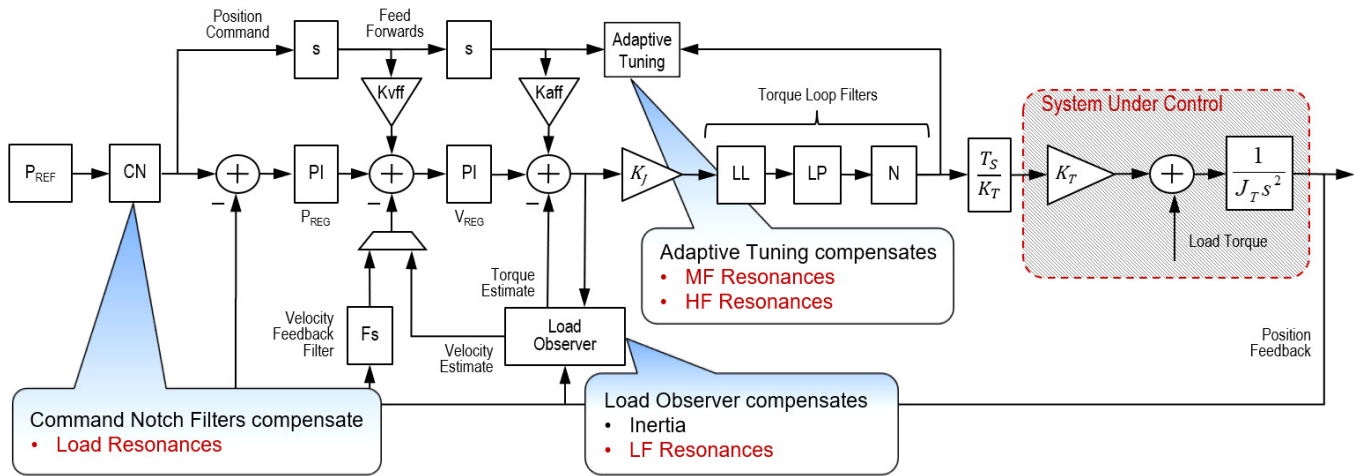 Position
Command
Feed
Forwards
s
s
Adaptive
Tuning
Kvff
Kaff
Torque Loop Filters
System Under Control
P_REF
CN
+
−
PI
P_REG
+
−
PI
V_REG
+
−
K_J
LL
LP
N
T_S
K_T
K_T
+
1
J_T s²
Load Torque
Adaptive Tuning compensates
• MF Resonances
• HF Resonances
Torque
Estimate
Velocity
Feedback
Filter
Fs
Velocity
Estimate
Load
Observer
Position
Feedback
Command Notch Filters compensate
• Load Resonances
Load Observer compensates
• Inertia
• LF Resonances